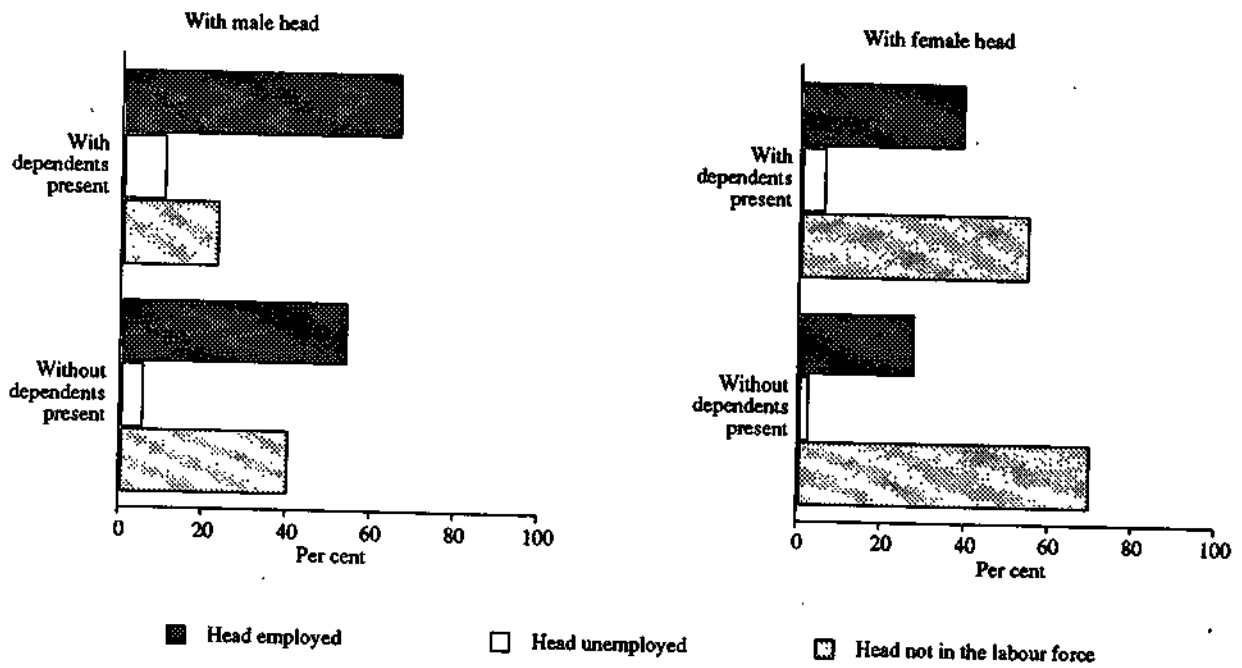 With male head
With
dependents
present
Without
dependents
present
0 20 40 60 80 100
Per cent
With female head
With
dependents
present
Without
dependents
present
0 20 40 60 80 100
Per cent
Head employed
Head unemployed
Head not in the labour force